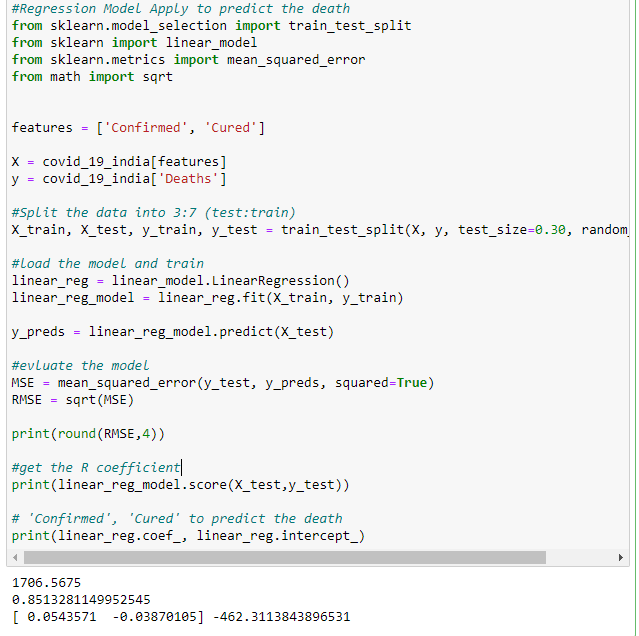 #Regression Model Apply to predict the death
from sklearn.model_selection import train_test_split
from sklearn import linear_model
from sklearn.metrics import mean_squared_error
from math import sqrt
features = ['Confirmed', 'Cured']
X = covid_19_india[features]
y = covid_19_india['Deaths']
#Split the data into 3:7 (test:train)
X_train, X_test, y_train, y_test = train_test_split(X, y, test_size=0.30, random_
#load the model and train
linear_reg = linear_model.LinearRegression()
linear_reg_model = linear_reg.fit(X_train, y_train)
y_preds = linear_reg_model.predict(X_test)
#evluate the model
MSE = mean_squared_error(y_test, y_preds, squared=True)
RMSE = sqrt(MSE)
print(round(RMSE,4))
#get the R coefficient
print(linear_reg_model.score(X_test,y_test))
# 'Confirmed', 'Cured' to predict the death
print(linear_reg.coef_, linear_reg.intercept_)
1706.5675
0.8513281149952545
[ 0.0543571  -0.03870105] -462.3113843896531